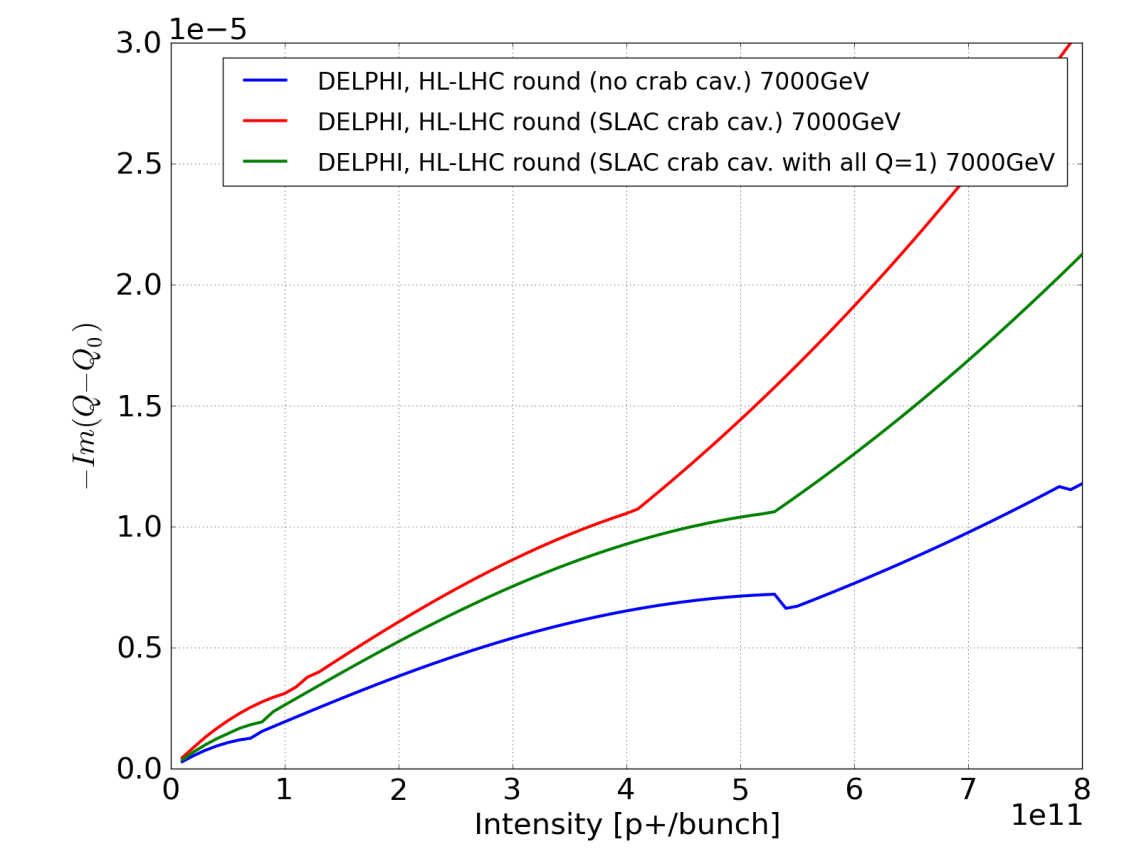 1e−5
3.0
2.5
2.0
1.5
1.0
0.5
0.0
−Im(Q−Q₀)
DELPHI, HL-LHC round (no crab cav.) 7000GeV
DELPHI, HL-LHC round (SLAC crab cav.) 7000GeV
DELPHI, HL-LHC round (SLAC crab cav. with all Q=1) 7000GeV
0 1 2 3 4 5 6 7 8
1e11
Intensity [p+/bunch]